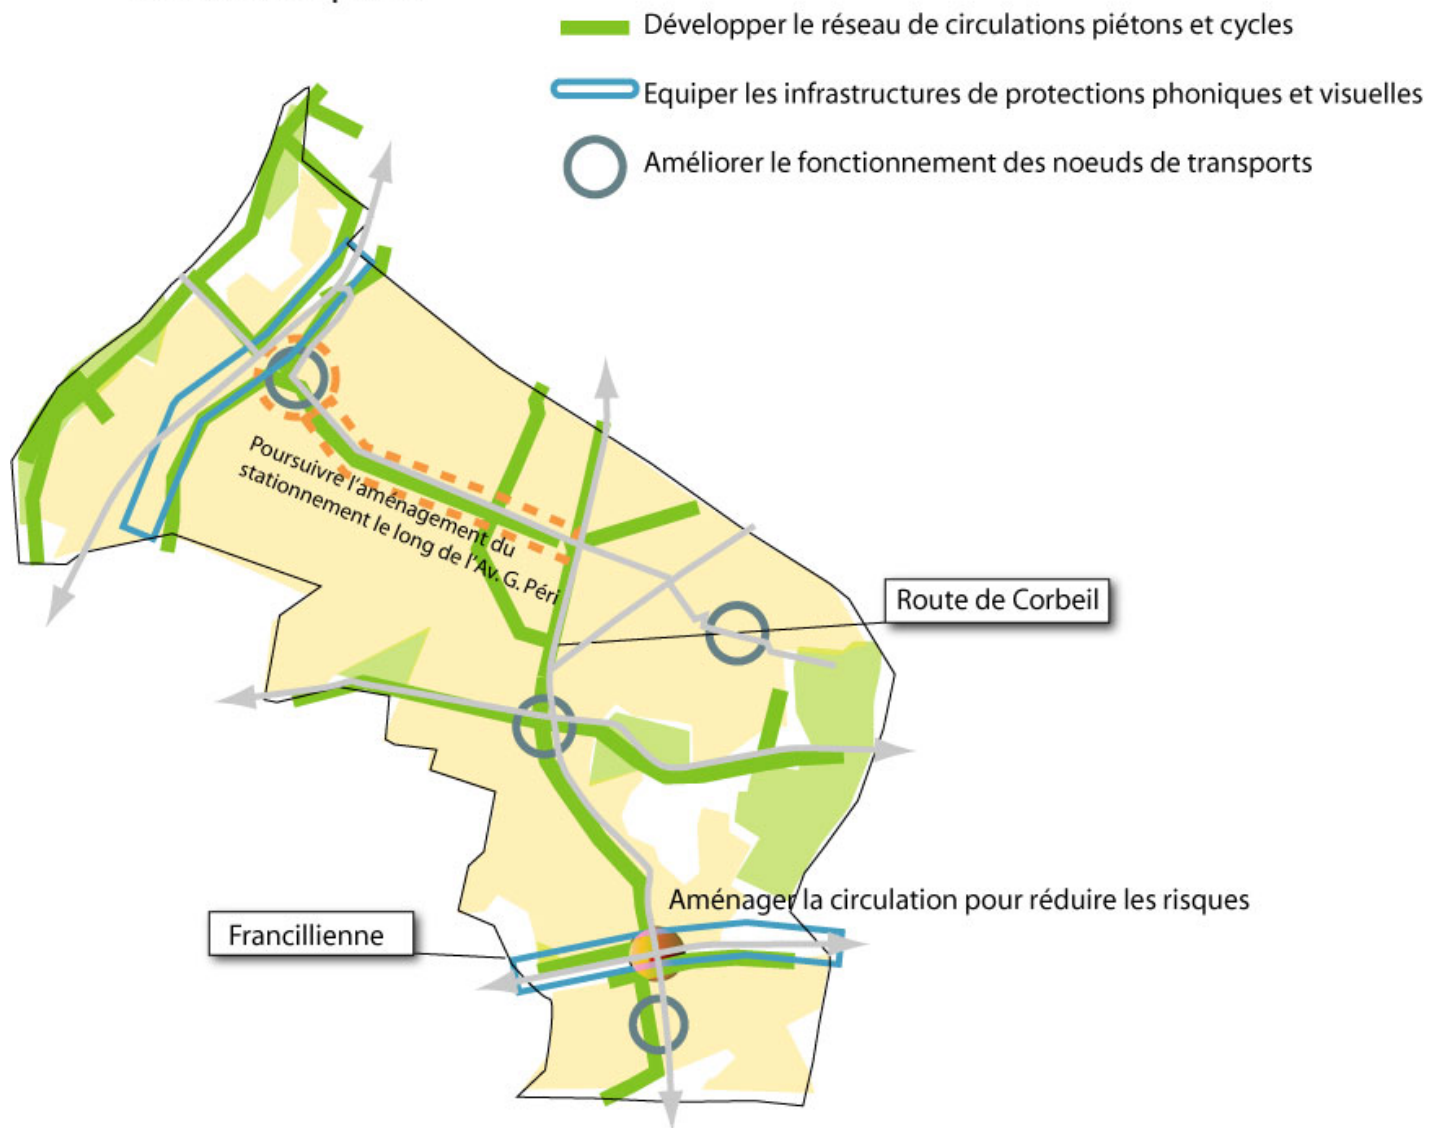 Développer le réseau de circulations piétons et cycles
Equiper les infrastructures de protections phoniques et visuelles
Améliorer le fonctionnement des noeuds de transports
Poursuivre l'aménagement du
stationnement le long de l'Av. G. Péri
Route de Corbeil
Aménager la circulation pour réduire les risques
Francillienne